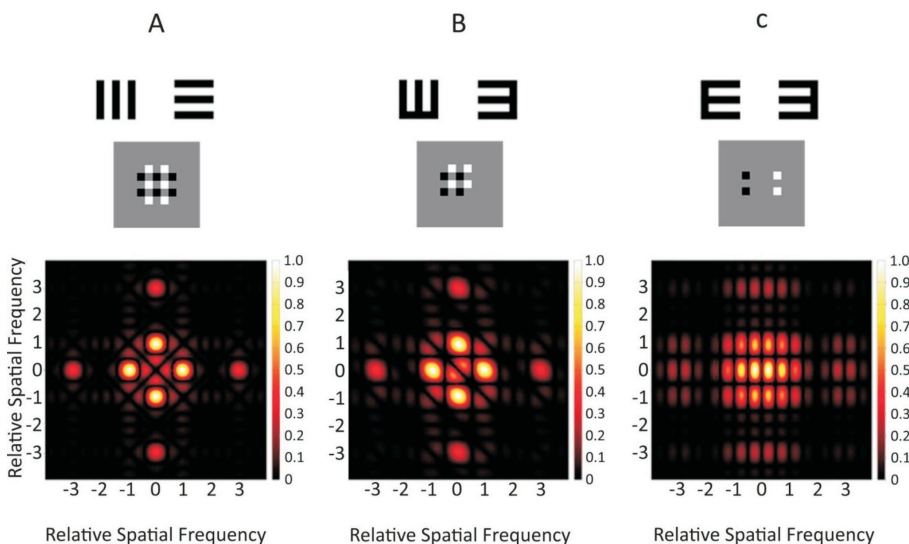 A B c
1.0 1.0 1.0
0.9 0.9 0.9
3 3 3 0.8 0.8 0.8
2 2 2 0.7 0.7 0.7
1 1 1 0.6 0.6 0.6
0 0 0 0.5 0.5 0.5
-1 -1 -1 0.4 0.4 0.4
0.3 0.3 0.3
-3 -3 -3 0.2 0.2 0.2
0.1 0.1 0.1
0 0 0
-3 -2 -1 0 1 2 3 -3 -2 -1 0 1 2 3 -3 -2 -1 0 1 2 3
Relative Spatial Frequency
Relative Spatial Frequency Relative Spatial Frequency Relative Spatial Frequency